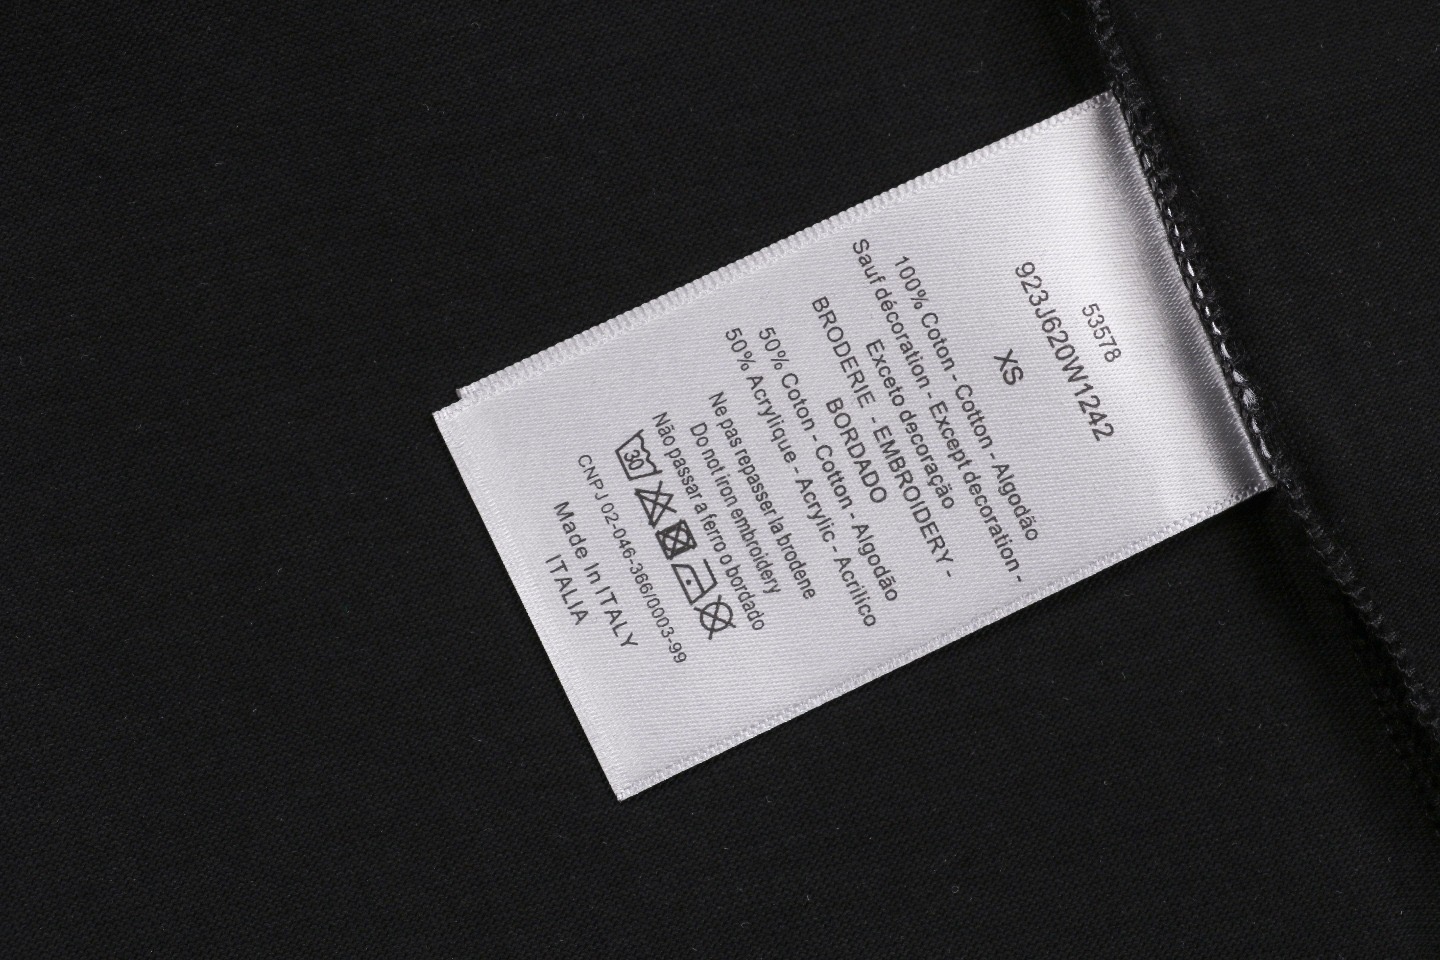 53578
923J620W1242
XS
100% Coton - Cotton - Algodão
Sauf décoration - Except decoration -
Exceto decoração
BRODERIE - EMBROIDERY -
BORDADO
50% Coton - Cotton - Algodão
50% Acrylique - Acrylic - Acrilico
Ne pas repasser la brodene
Do not iron embroidery
Não passar a ferro o bordado
30
CNPJ 02-046-366/0003-99
Made In ITALY
ITALIA